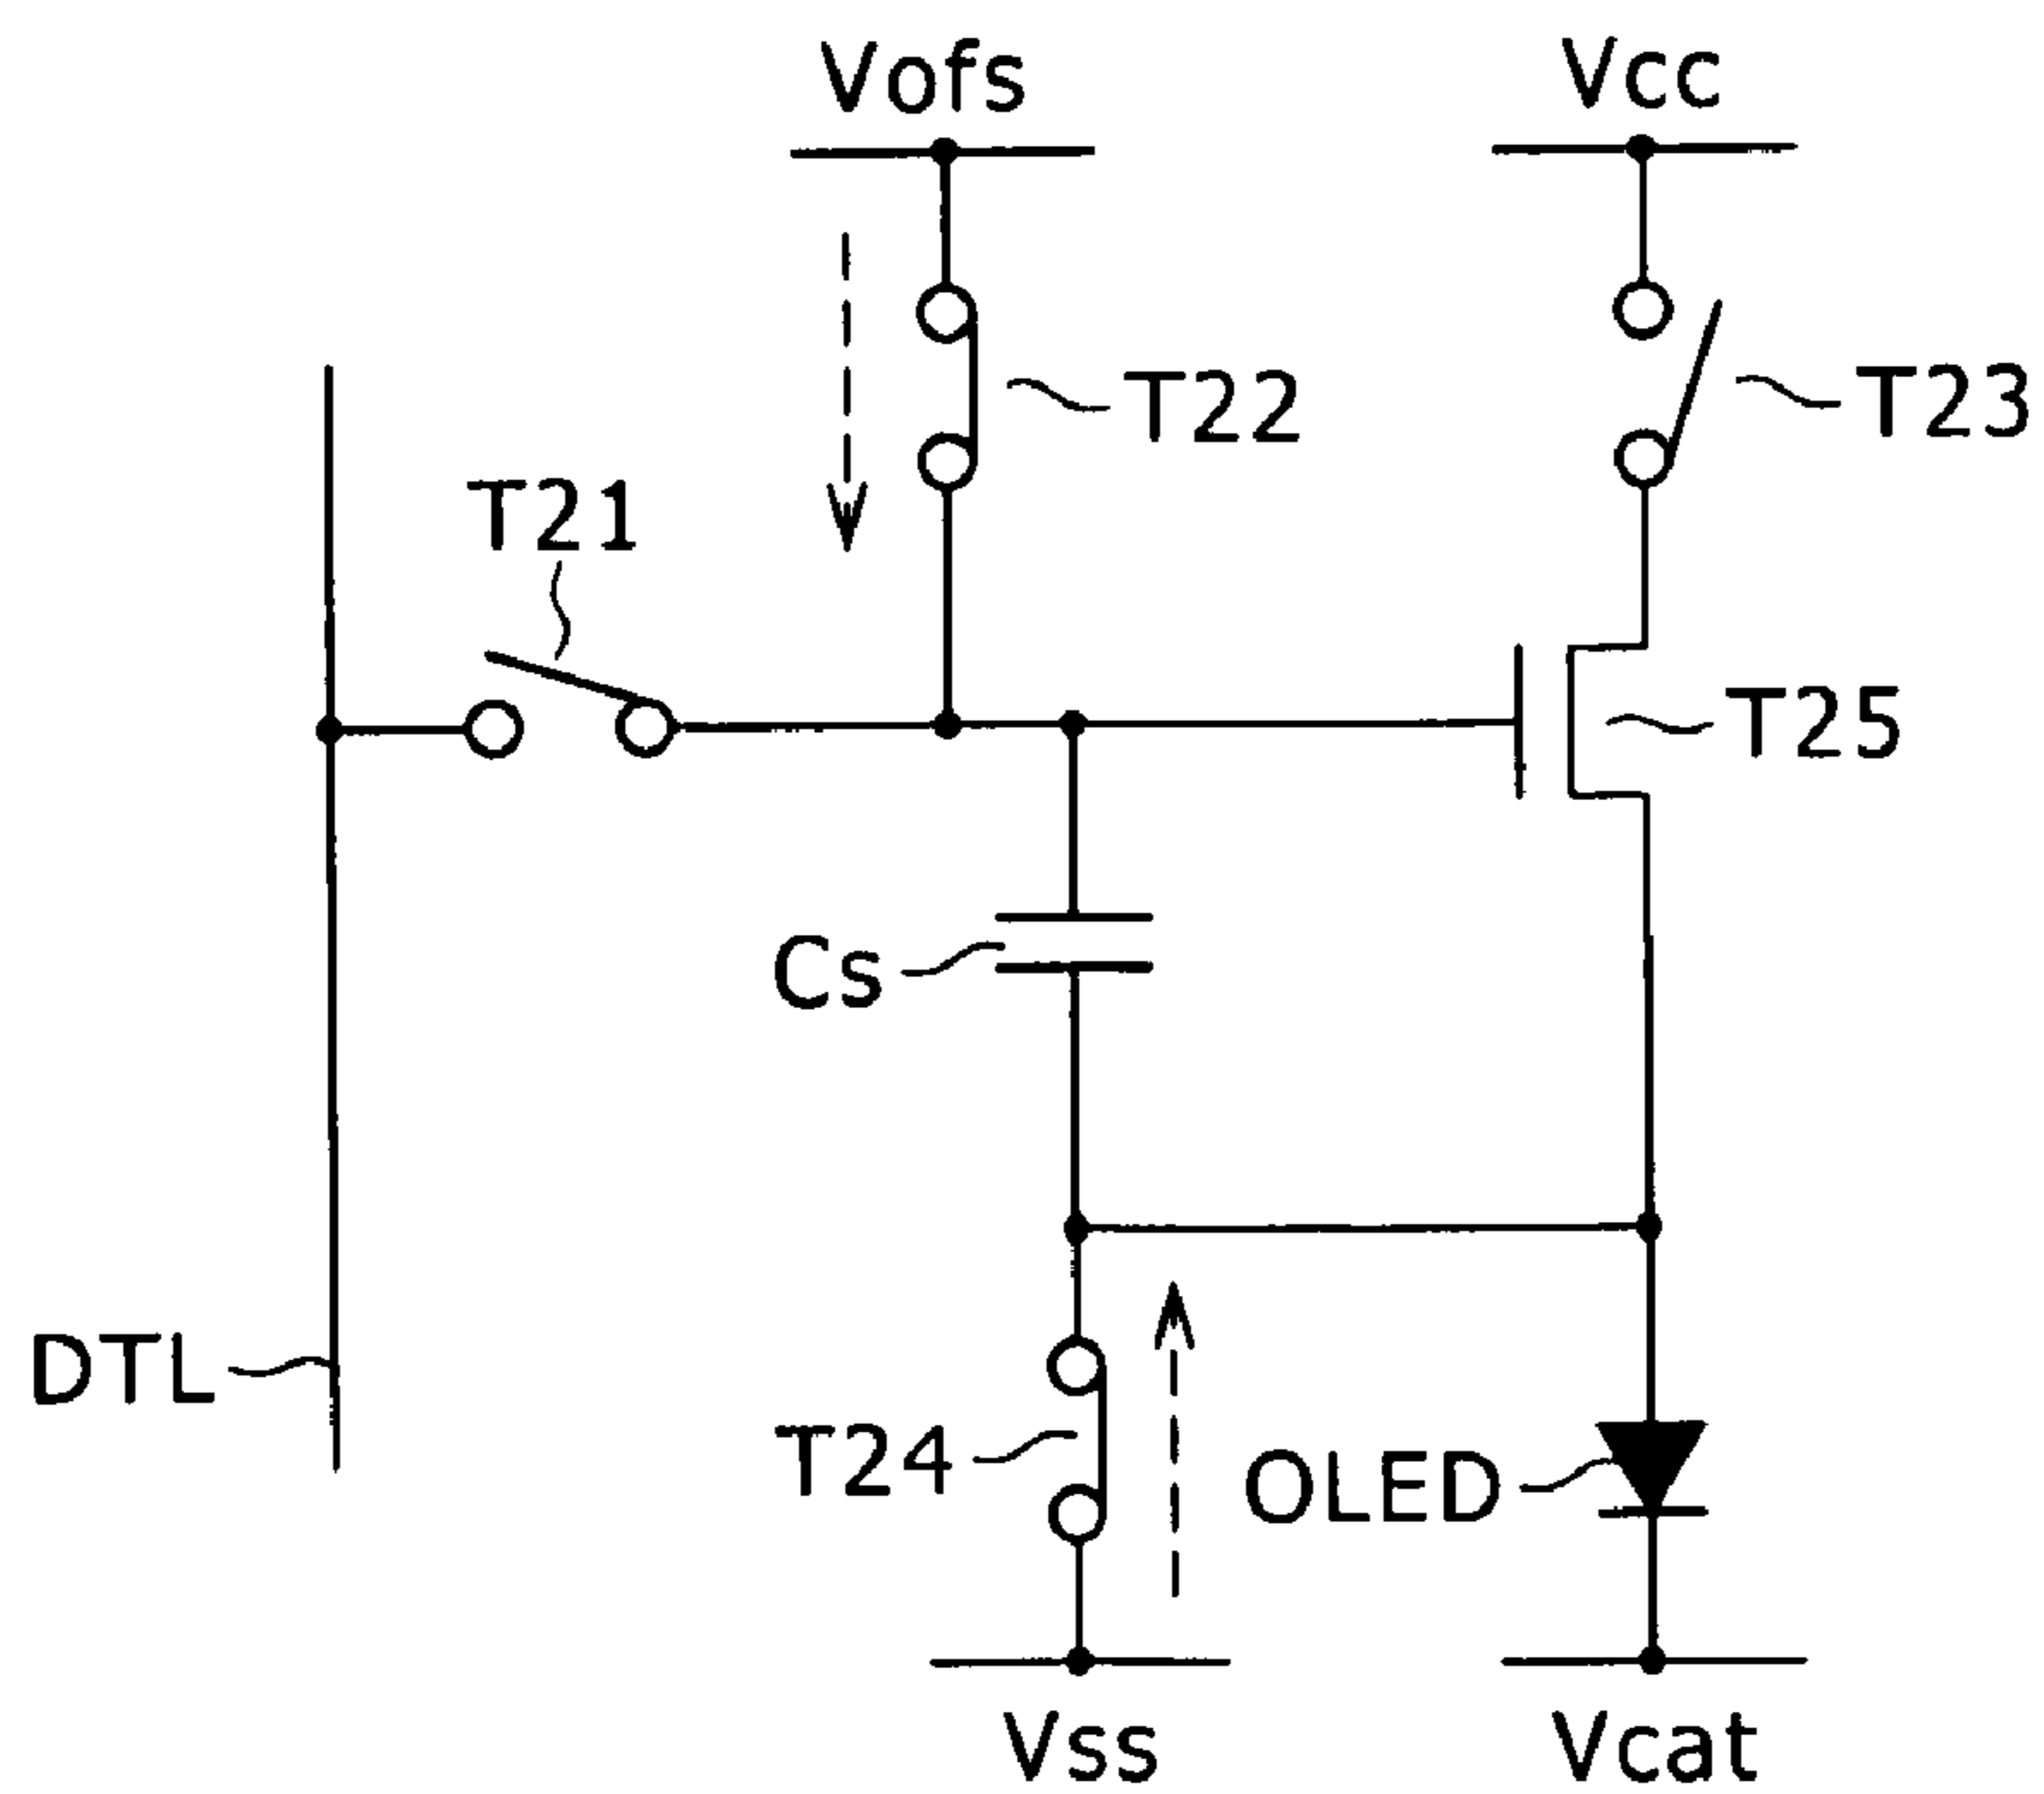 Vofs
Vcc
T22
T23
T21
T25
Cs
DTL
T24
OLED
Vss
Vcat